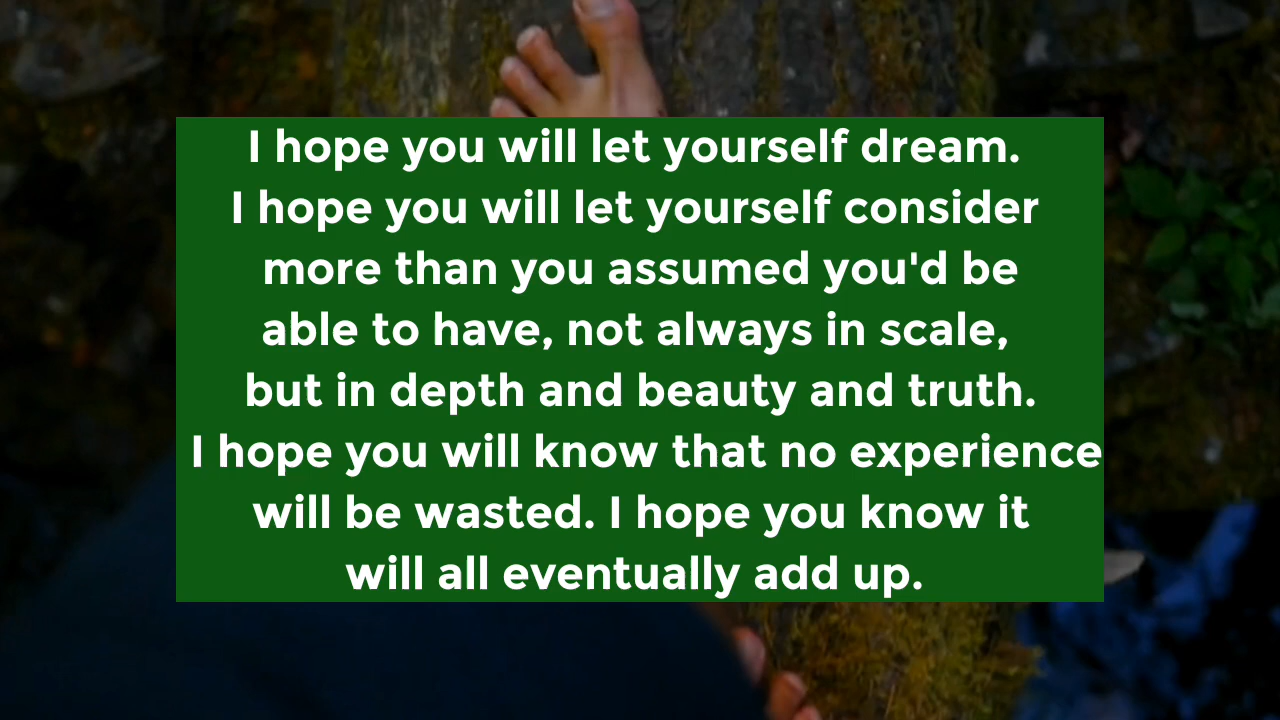 I hope you will let yourself dream.
I hope you will let yourself consider
more than you assumed you'd be
able to have, not always in scale,
but in depth and beauty and truth.
I hope you will know that no experience
will be wasted. I hope you know it
will all eventually add up.